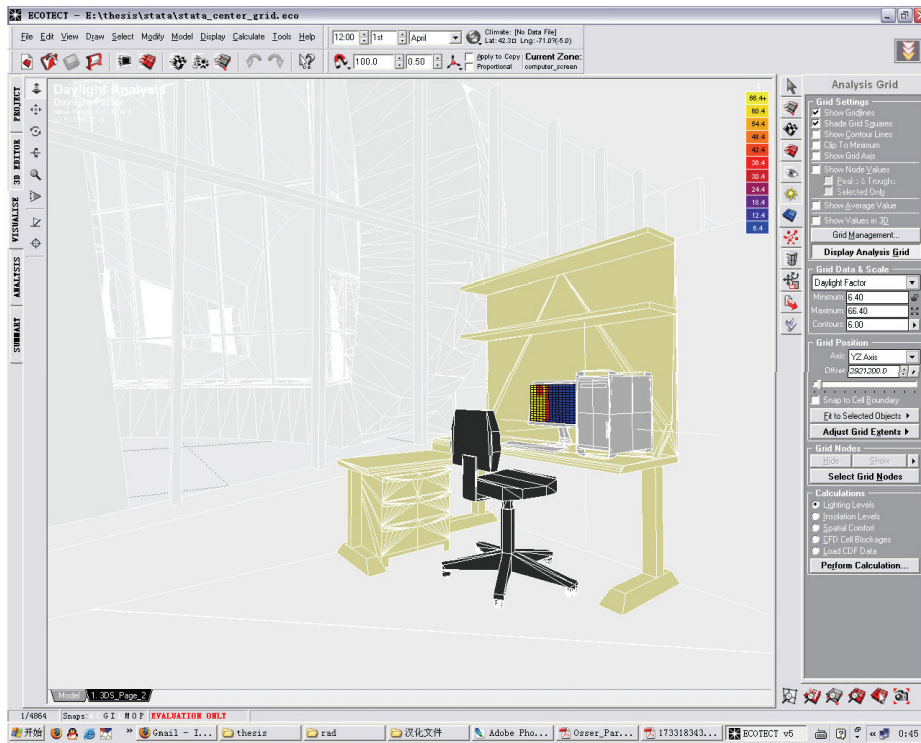 ECOTECT - E:\thesis\stata\stata_center_grid.eco
File Edit View Draw Select Modify Model Display Calculate Tools Help
12.00 1st April
Climate: [No Data File]
Lat: 42.3□ Lng: -71.0?(-5.0)
100.0 0.50
Apply to Copy
Proportional
Current Zone:
computer_screen
PROJECT
3D EDITOR
VISUALISE
ANALYSIS
SUMMARY
Daylight Analysis
Daylight Factor
66.4+
60.4
54.4
48.4
42.4
36.4
30.4
24.4
18.4
12.4
6.4
Analysis Grid
Grid Settings
Show Gridlines
Shade Grid Squares
Show Contour Lines
Clip To Minimum
Show Grid Axis
Show Node Values
Peaks & Troughs
Selected Only
Show Average Value
Show Values in 3D
Grid Management...
Display Analysis Grid
Grid Data & Scale
Daylight Factor
Minimum: 6.40
Maximum: 66.40
Contours: 6.00
Grid Position
Axis: YZ Axis
Offset: 2921200.0
Snap to Cell Boundary
Fit to Selected Objects
Adjust Grid Extents
Grid Nodes
Hide Show
Select Grid Nodes
Calculations
Lighting Levels
Insolation Levels
Spatial Comfort
CFD Cell Blockages
Load CDF Data
Perform Calculation...
Model 1. 3DS_Page_2
1/4864 Snaps: G I M O P EVALUATION ONLY
开始 » Gmail - I... thesis rad 汉化文件 Adobe Pho... Osser_Par... 173318343... ECOTECT v5 « 0:45